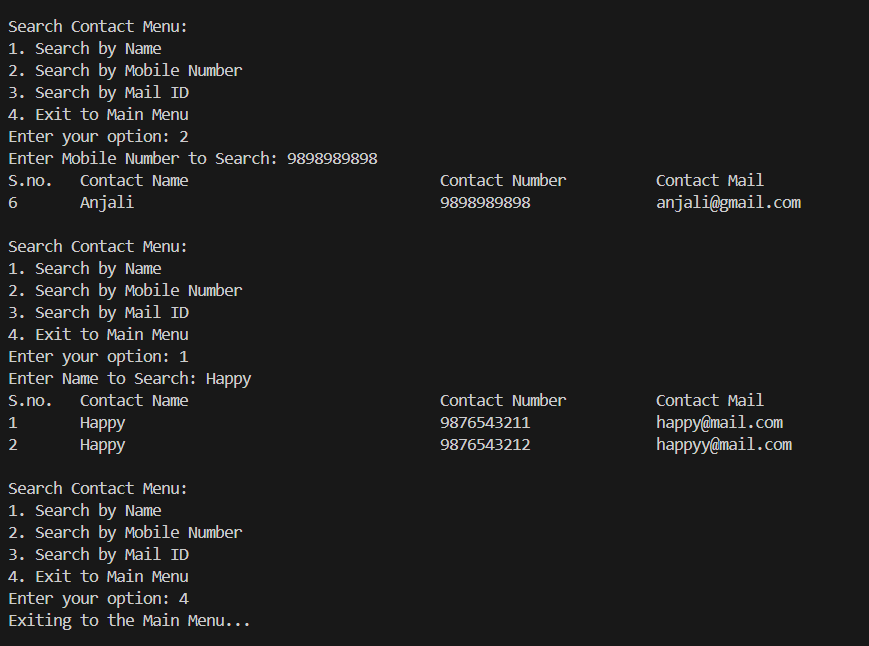 Search Contact Menu:
1. Search by Name
2. Search by Mobile Number
3. Search by Mail ID
4. Exit to Main Menu
Enter your option: 2
Enter Mobile Number to Search: 9898989898
S.no.   Contact Name                            Contact Number          Contact Mail
6       Anjali                                  9898989898              anjali@gmail.com

Search Contact Menu:
1. Search by Name
2. Search by Mobile Number
3. Search by Mail ID
4. Exit to Main Menu
Enter your option: 1
Enter Name to Search: Happy
S.no.   Contact Name                            Contact Number          Contact Mail
1       Happy                                   9876543211              happy@mail.com
2       Happy                                   9876543212              happyy@mail.com

Search Contact Menu:
1. Search by Name
2. Search by Mobile Number
3. Search by Mail ID
4. Exit to Main Menu
Enter your option: 4
Exiting to the Main Menu...